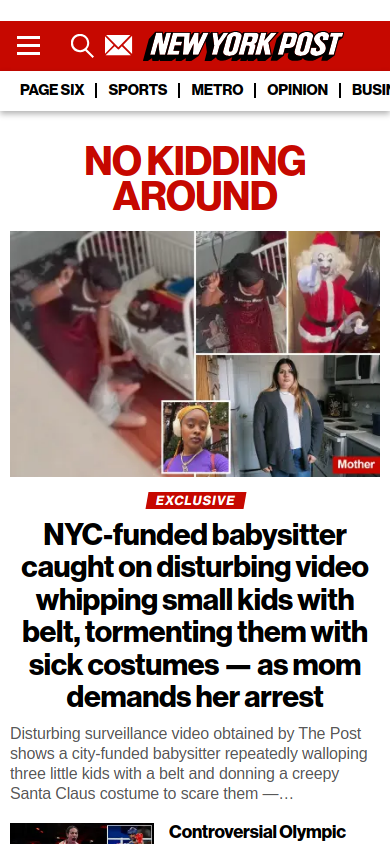 NEW YORK POST
PAGE SIX | SPORTS | METRO | OPINION | BUSIN
NO KIDDING
AROUND
Mother
EXCLUSIVE
NYC-funded babysitter
caught on disturbing video
whipping small kids with
belt, tormenting them with
sick costumes — as mom
demands her arrest
Disturbing surveillance video obtained by The Post
shows a city-funded babysitter repeatedly walloping
three little kids with a belt and donning a creepy
Santa Claus costume to scare them —…
Controversial Olympic